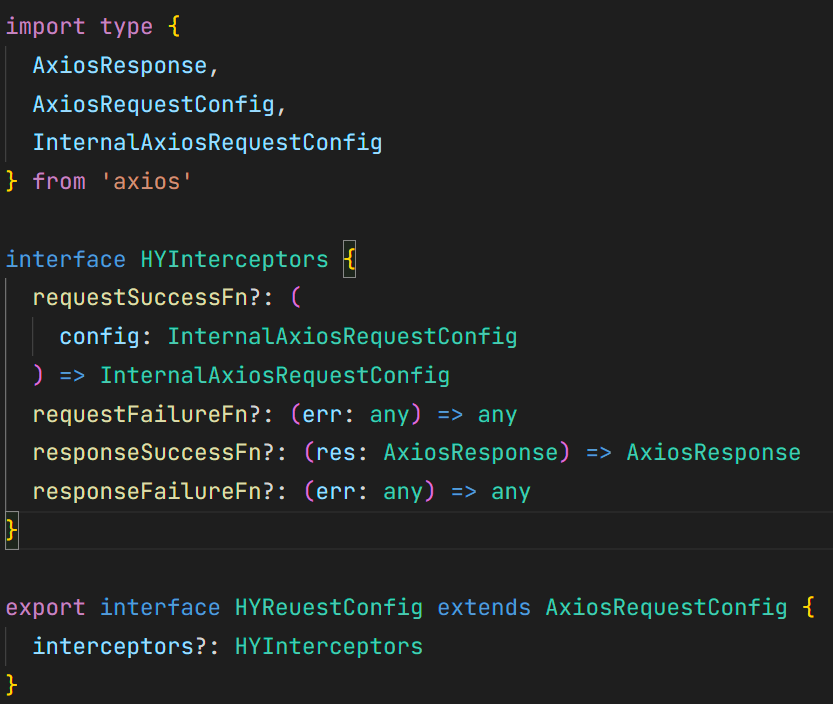 import type {
  AxiosResponse,
  AxiosRequestConfig,
  InternalAxiosRequestConfig
} from 'axios'

interface HYInterceptors {
  requestSuccessFn?: (
    config: InternalAxiosRequestConfig
  ) => InternalAxiosRequestConfig
  requestFailureFn?: (err: any) => any
  responseSuccessFn?: (res: AxiosResponse) => AxiosResponse
  responseFailureFn?: (err: any) => any
}

export interface HYReuestConfig extends AxiosRequestConfig {
  interceptors?: HYInterceptors
}